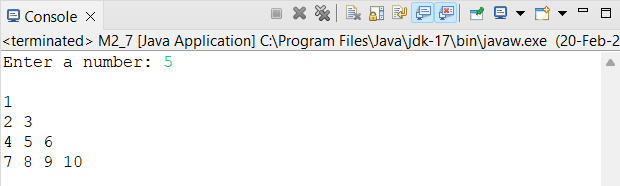 Console
<terminated> M2_7 [Java Application] C:\Program Files\Java\jdk-17\bin\javaw.exe (20-Feb-2
Enter a number: 5
1
2 3
4 5 6
7 8 9 10